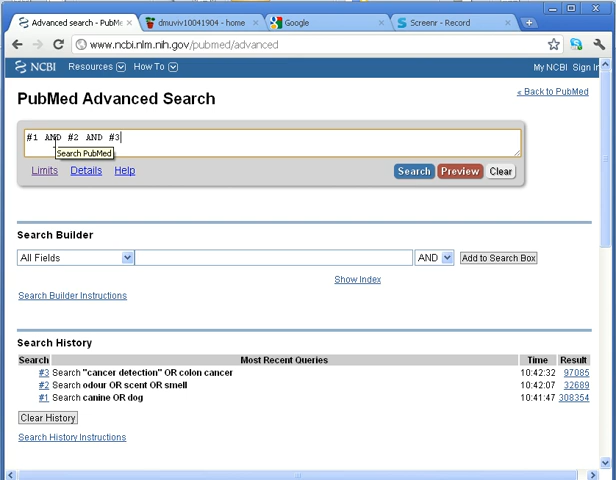 Advanced search - PubMe
dmuviv10041904 - home
Google
Screenr - Record
www.ncbi.nlm.nih.gov/pubmed/advanced
NCBI Resources How To My NCBI Sign In
PubMed Advanced Search
« Back to PubMed
#1 AND #2 AND #3
Search PubMed
Limits Details Help Search Preview Clear
Search Builder
All Fields AND Add to Search Box
Show Index
Search Builder Instructions
Search History
Search Most Recent Queries Time Result
#3 Search "cancer detection" OR colon cancer 10:42:32 97085
#2 Search odour OR scent OR smell 10:42:07 32689
#1 Search canine OR dog 10:41:47 308354
Clear History
Search History Instructions